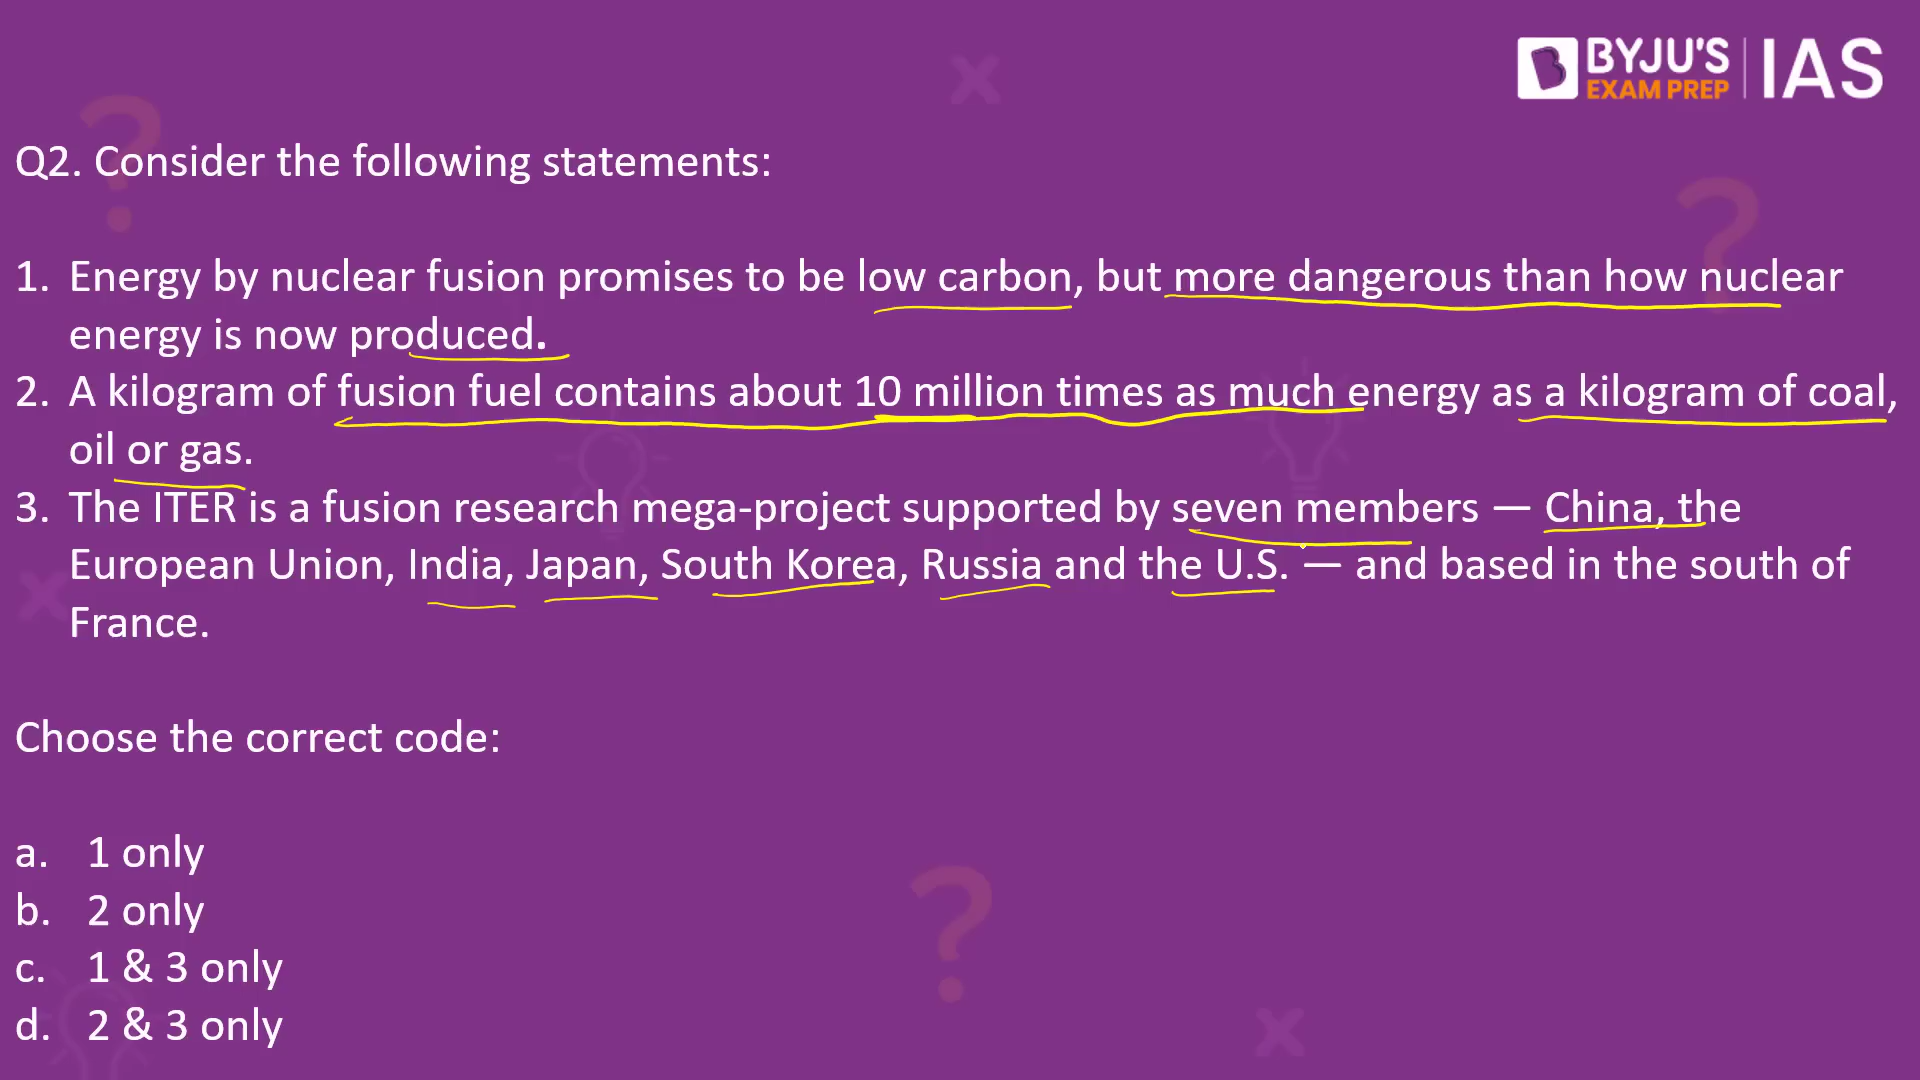 BYJU'S
EXAM PREP
IAS
Q2. Consider the following statements:
1. Energy by nuclear fusion promises to be low carbon, but more dangerous than how nuclear
energy is now produced.
2. A kilogram of fusion fuel contains about 10 million times as much energy as a kilogram of coal,
oil or gas.
3. The ITER is a fusion research mega-project supported by seven members — China, the
European Union, India, Japan, South Korea, Russia and the U.S. — and based in the south of
France.
Choose the correct code:
a. 1 only
b. 2 only
c. 1 & 3 only
d. 2 & 3 only